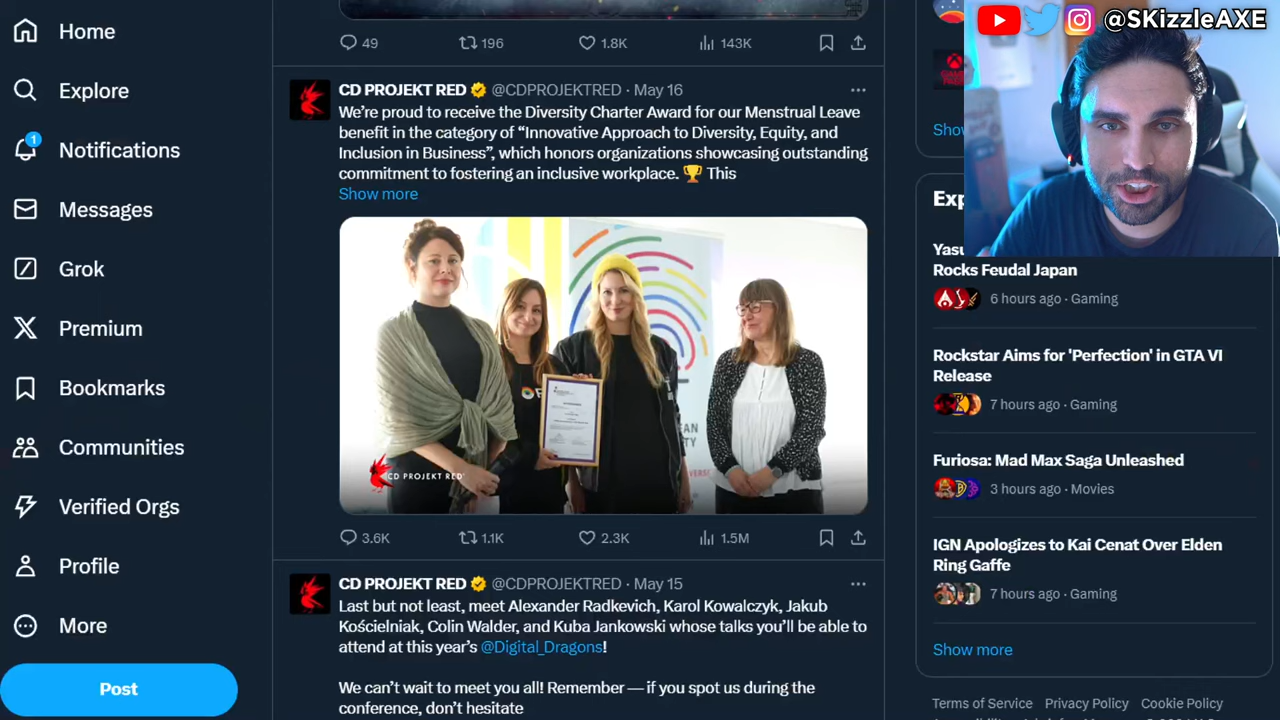 Home
Explore
1
Notifications
Messages
Grok
Premium
Bookmarks
Communities
Verified Orgs
Profile
More
Post
49 196 1.8K 143K
CD PROJEKT RED @CDPROJEKTRED · May 16
We're proud to receive the Diversity Charter Award for our Menstrual Leave
benefit in the category of “Innovative Approach to Diversity, Equity, and
Inclusion in Business”, which honors organizations showcasing outstanding
commitment to fostering an inclusive workplace. 🏆 This
Show more
CD PROJEKT RED
3.6K 1.1K 2.3K 1.5M
CD PROJEKT RED @CDPROJEKTRED · May 15
Last but not least, meet Alexander Radkevich, Karol Kowalczyk, Jakub
Kościelniak, Colin Walder, and Kuba Jankowski whose talks you'll be able to
attend at this year's @Digital_Dragons!
We can't wait to meet you all! Remember — if you spot us during the
conference, don't hesitate
@SKizzleAXE
Rocks Feudal Japan
6 hours ago · Gaming
Rockstar Aims for 'Perfection' in GTA VI
Release
7 hours ago · Gaming
Furiosa: Mad Max Saga Unleashed
3 hours ago · Movies
IGN Apologizes to Kai Cenat Over Elden
Ring Gaffe
7 hours ago · Gaming
Show more
Terms of Service Privacy Policy Cookie Policy